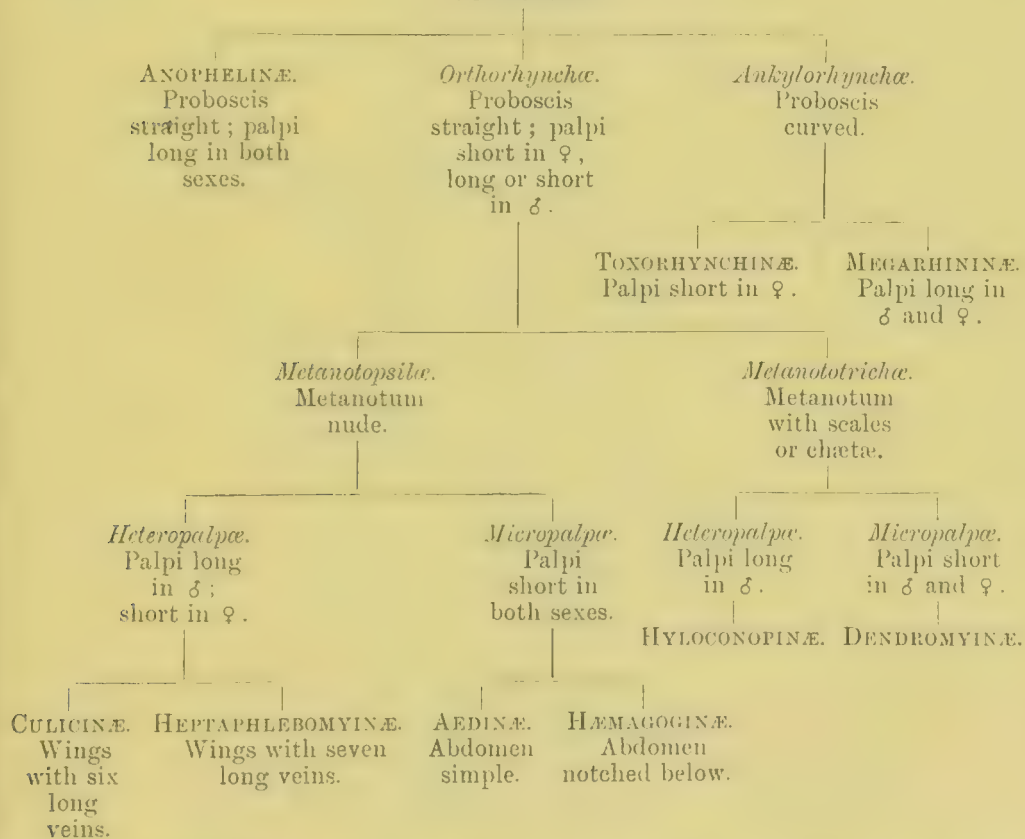 ANOPHELINÆ.
Proboscis
straight ; palpi
long in both
sexes.
Orthorhynchæ.
Proboscis
straight ; palpi
short in ♀ ,
long or short
in ♂ .
Ankylorhynchæ.
Proboscis
curved.
TOXORHYNCHINÆ.
Palpi short in ♀ .
MEGARHININÆ.
Palpi long in
♂ and ♀ .
Metanotopsilæ.
Metanotum
nude.
Metanototrichæ.
Metanotum
with scales
or chætæ.
Heteropalpæ.
Palpi long
in ♂ ;
short in ♀ .
Micropalpæ.
Palpi
short in
both sexes.
Heteropalpæ.
Palpi long
in ♂ .
HYLOCONOPINÆ.
Micropalpæ.
Palpi short
in ♂ and ♀ .
DENDROMYINÆ.
CULICINÆ.
Wings
with six
long
veins.
HEPTAPHLEBOMYINÆ.
Wings with seven
long veins.
AEDINÆ.
Abdomen
simple.
HÆMAGOGINÆ.
Abdomen
notched below.